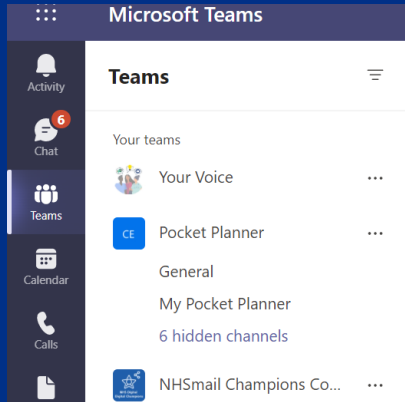 Microsoft Teams
Activity
6
Chat
Teams
Calendar
Calls
Teams
Your teams
Your Voice
CE
Pocket Planner
General
My Pocket Planner
6 hidden channels
NHSmail Champions Co...